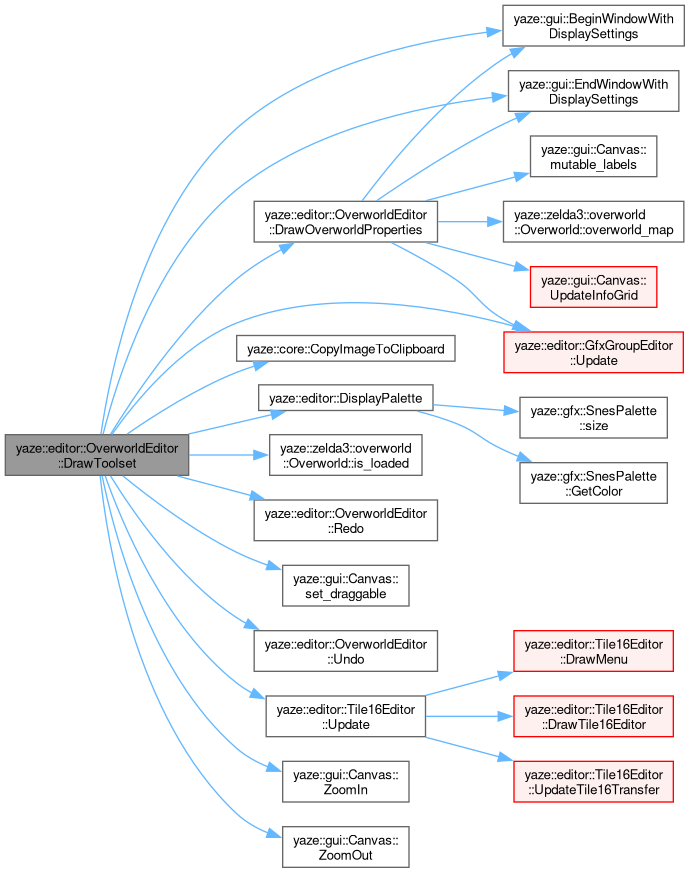 yaze::gui::BeginWindowWith
DisplaySettings
yaze::gui::EndWindowWith
DisplaySettings
yaze::gui::Canvas::
mutable_labels
yaze::editor::OverworldEditor
::DrawOverworldProperties
yaze::zelda3::overworld
::Overworld::overworld_map
yaze::gui::Canvas::
UpdateInfoGrid
yaze::core::CopyImageToClipboard
yaze::editor::GfxGroupEditor
::Update
yaze::editor::DisplayPalette
yaze::gfx::SnesPalette
::size
yaze::editor::OverworldEditor
::DrawToolset
yaze::zelda3::overworld
::Overworld::is_loaded
yaze::gfx::SnesPalette
::GetColor
yaze::editor::OverworldEditor
::Redo
yaze::gui::Canvas::
set_draggable
yaze::editor::OverworldEditor
::Undo
yaze::editor::Tile16Editor
::DrawMenu
yaze::editor::Tile16Editor
::Update
yaze::editor::Tile16Editor
::DrawTile16Editor
yaze::gui::Canvas::
ZoomIn
yaze::editor::Tile16Editor
::UpdateTile16Transfer
yaze::gui::Canvas::
ZoomOut